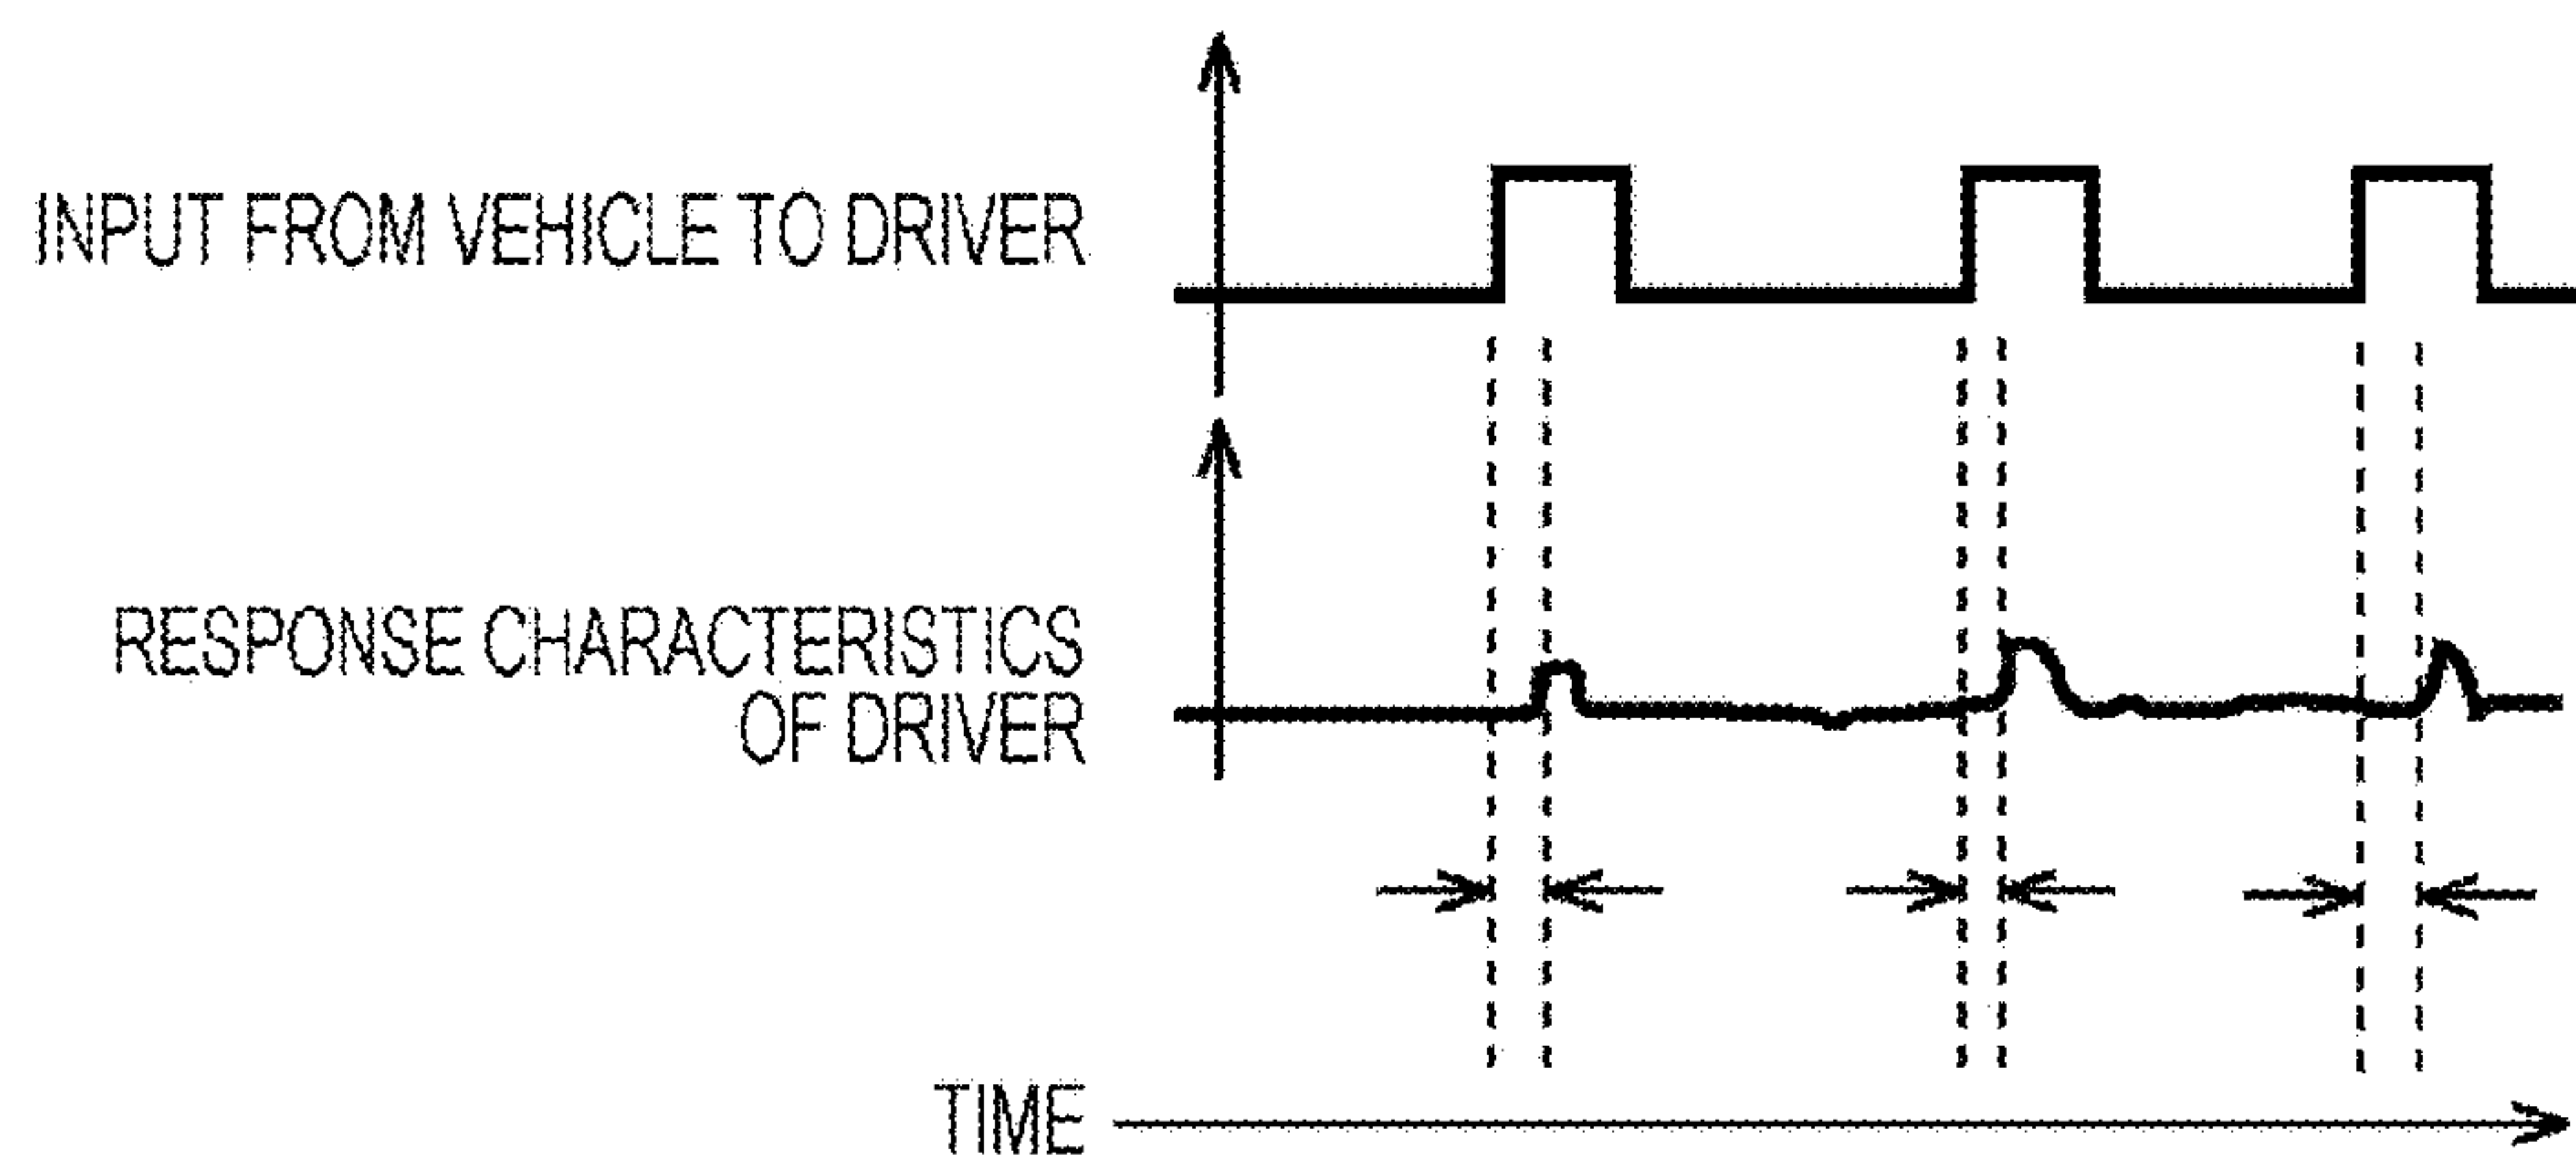 INPUT FROM VEHICLE TO DRIVER
RESPONSE CHARACTERISTICS
OF DRIVER
TIME